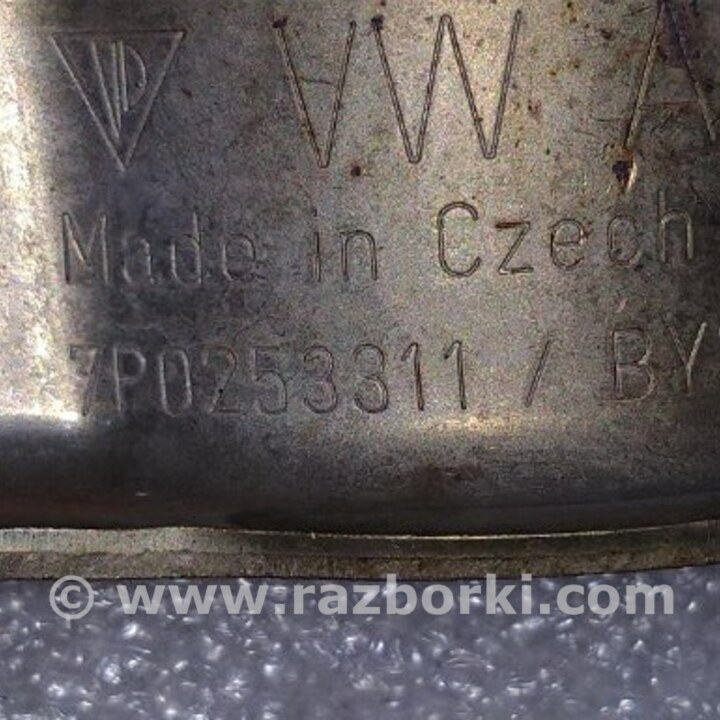 VW A
Made in Czech
7P0253311 / BY
© www.razborki.com